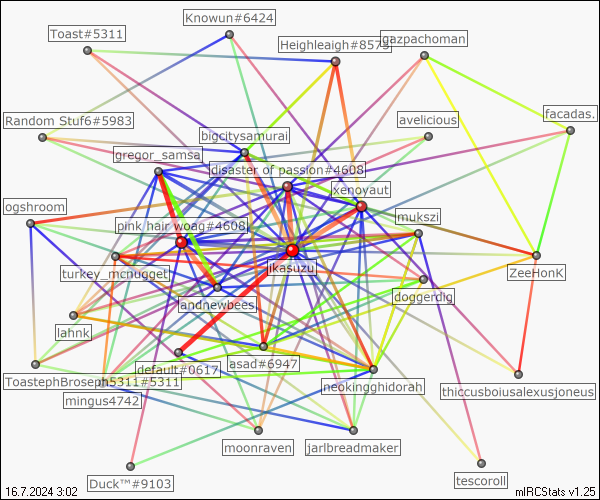 Knowun#6424
Toast#5311
Heighleaigh#8573
gazpachoman
Random Stuf6#5983
avelicious
facadas.
bigcitysamurai
gregor_samsa
disaster of passion#4608
xenoyaut
ogshroom
mukszi
pink hair woag#4608
ikasuzu
turkey_mcnugget
ZeeHonK
doggerdig
andnewbees
lahnk
default#0617
asad#6947
ToastephBroseph5311#5311
neokingghidorah
thiccusboiusalexusjoneus
mingus4742
moonraven
jarlbreadmaker
tescoroll
Duck™#9103
16.7.2024 3:02
mIRCStats v1.25